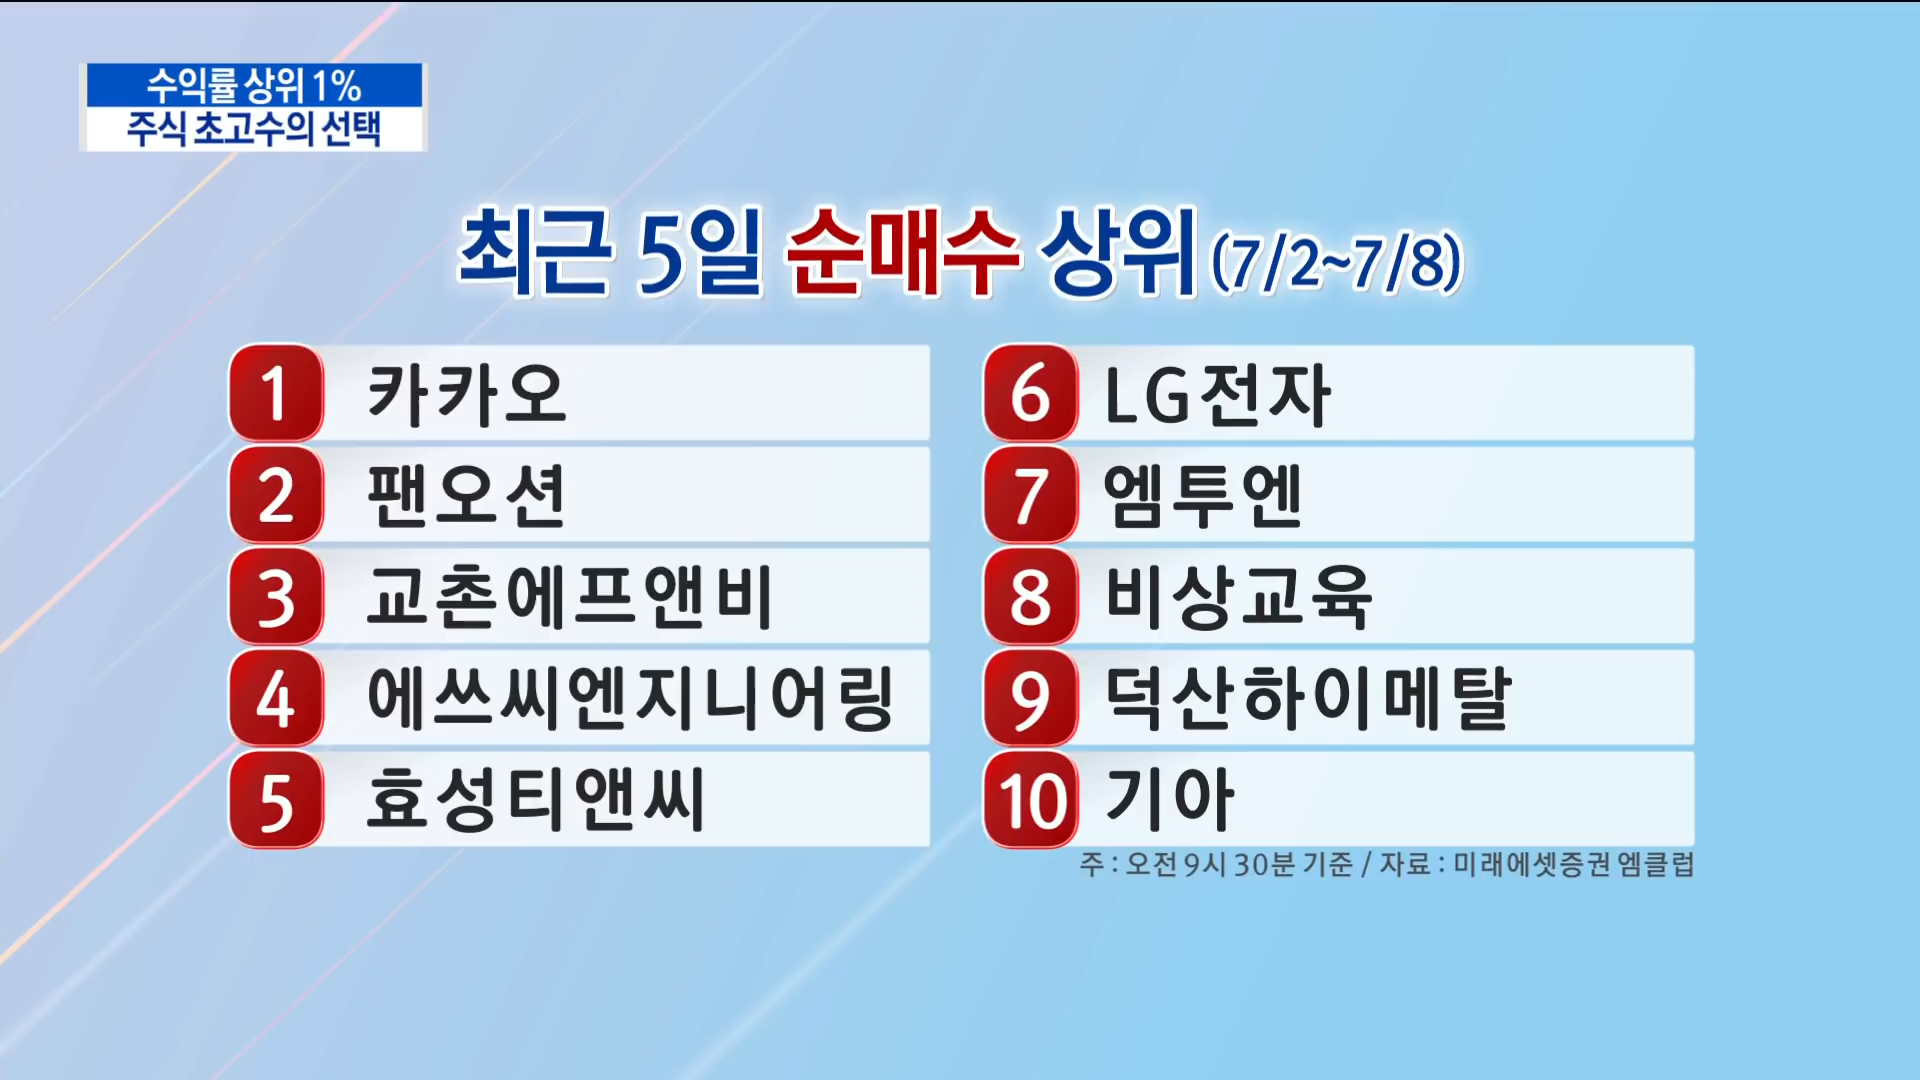 수익률 상위 1%
주식 초고수의 선택
최근 5일 순매수 상위 (7/2~7/8)
1 카카오
2 팬오션
3 교촌에프앤비
4 에쓰씨엔지니어링
5 효성티앤씨
6 LG전자
7 엠투엔
8 비상교육
9 덕산하이메탈
10 기아
주 : 오전 9시 30분 기준 / 자료 : 미래에셋증권 엠클럽